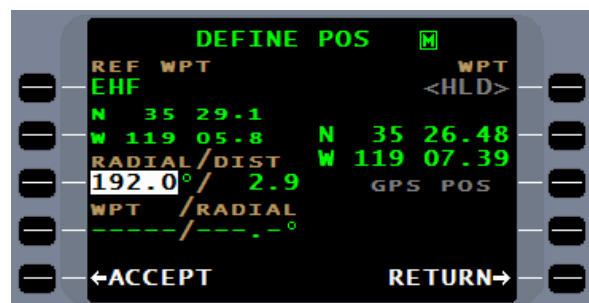 DEFINE POS M
REF WPT WPT
EHF <HLD>
N 35 29.1
W 119 05.8 N 35 26.48
RADIAL/DIST W 119 07.39
192.0°/ 2.9 GPS POS
WPT /RADIAL
-----/---.-°
←ACCEPT RETURN→